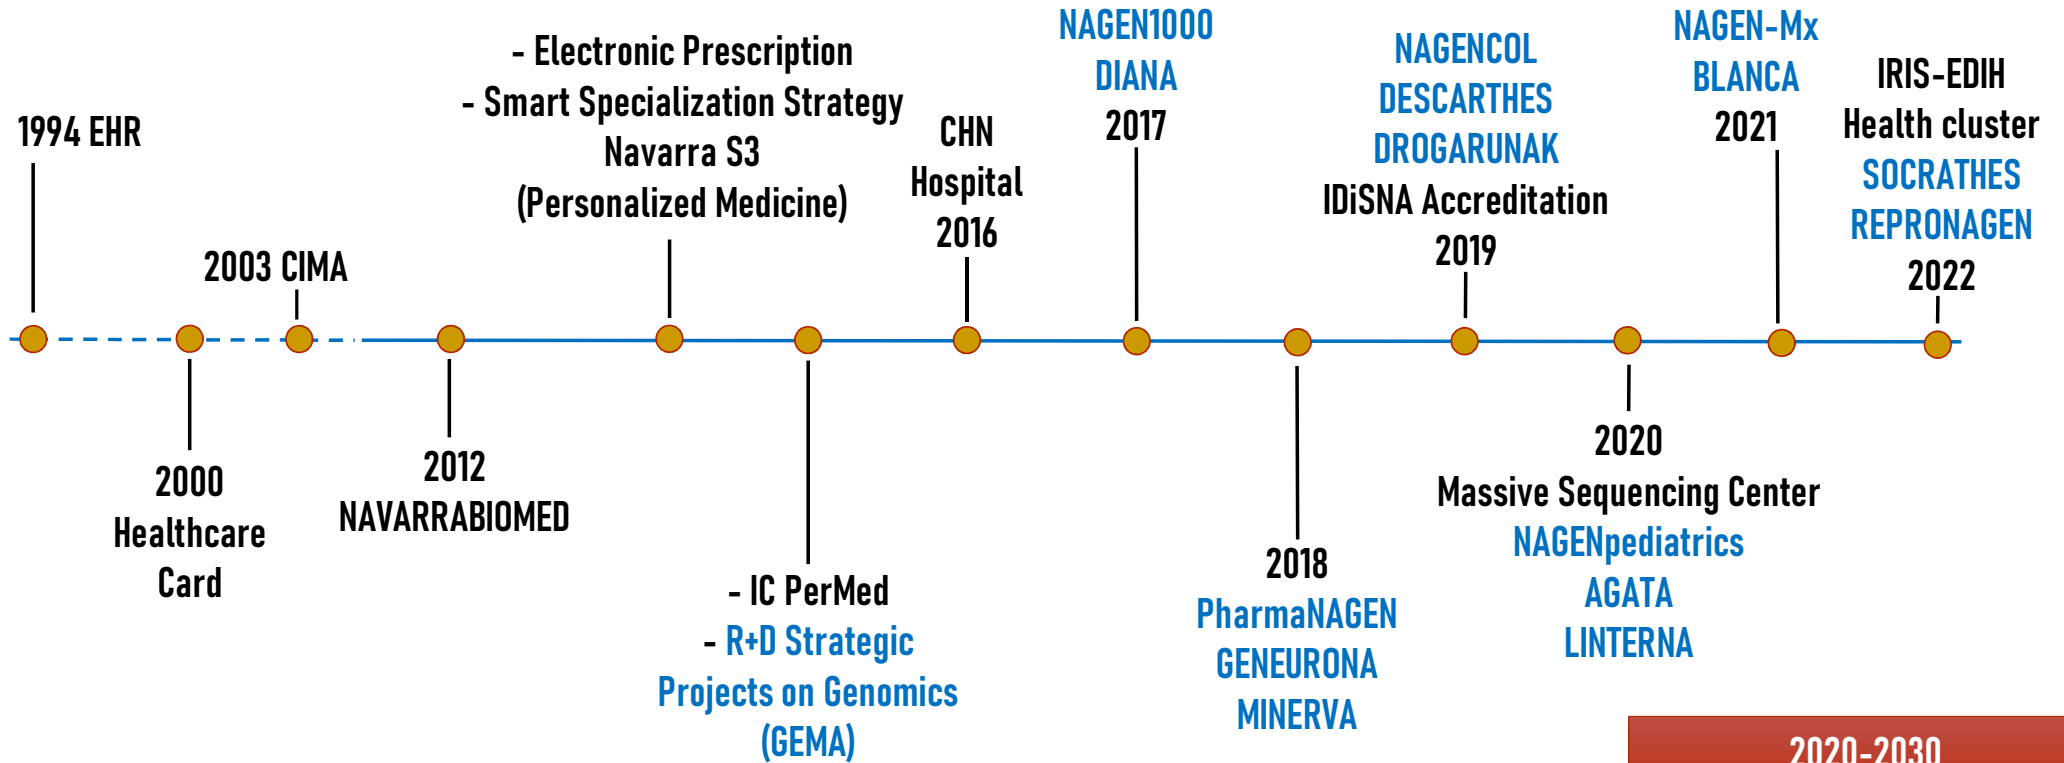 1994 EHR
2000
Healthcare
Card
2003 CIMA
2012
NAVARRABIOMED
- Electronic Prescription
- Smart Specialization Strategy
Navarra S3
(Personalized Medicine)
- IC PerMed
- R+D Strategic
Projects on Genomics
(GEMA)
CHN
Hospital
2016
NAGEN1000
DIANA
2017
2018
PharmaNAGEN
GENEURONA
MINERVA
NAGENCOL
DESCARTHES
DROGARUNAK
IDiSNA Accreditation
2019
2020
Massive Sequencing Center
NAGENpediatrics
AGATA
LINTERNA
NAGEN-Mx
BLANCA
2021
IRIS-EDIH
Health cluster
SOCRATHES
REPRONAGEN
2022
2020-2030